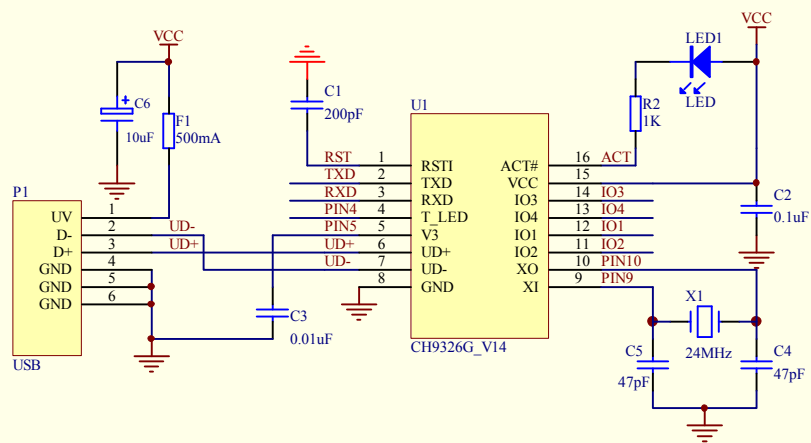 VCC
VCC
LED1
C6
10uF
F1
500mA
C1
200pF
U1
R2
1K
LED
P1
USB
UV 1
D- 2 UD-
D+ 3 UD+
GND 4
GND 5
GND 6
RST 1 RSTI
TXD 2 TXD
RXD 3 RXD
PIN4 4 T_LED
PIN5 5 V3
UD+ 6 UD+
UD- 7 UD-
8 GND
ACT# 16 ACT
VCC 15
IO3 14 IO3
IO4 13 IO4
IO1 12 IO1
IO2 11 IO2
XO 10 PIN10
XI 9 PIN9
CH9326G_V14
C2
0.1uF
C3
0.01uF
X1
24MHz
C5
47pF
C4
47pF